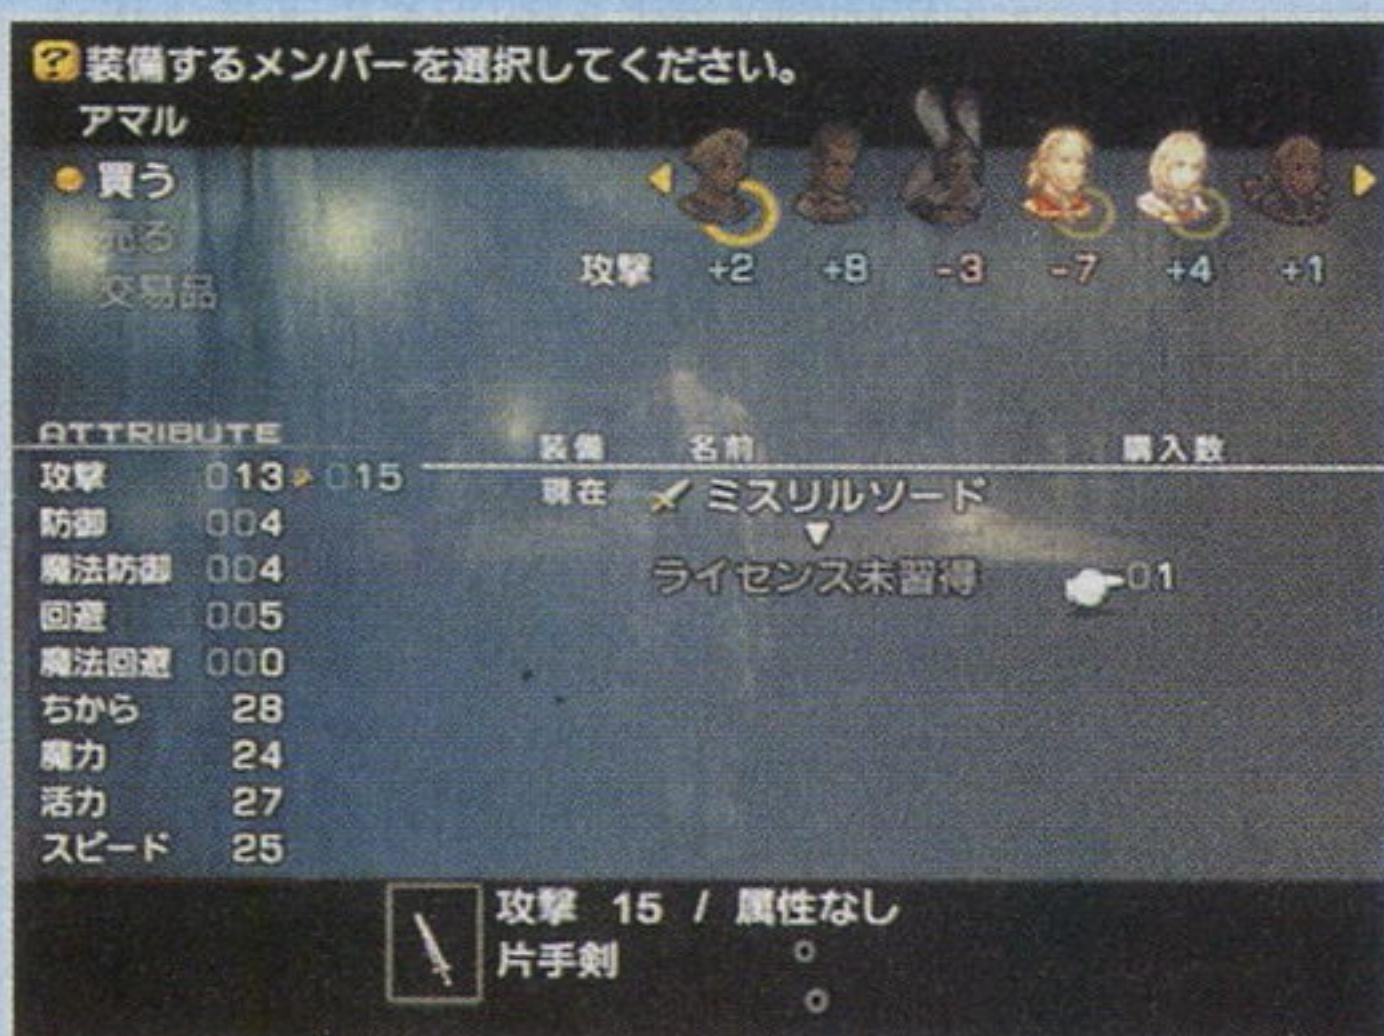 装備するメンバーを選択してください。
アマル
買う
売る
交易品
攻撃 +2 +8 -3 -7 +4 +1
ATTRIBUTE
攻撃 013 015
防御 004
魔法防御 004
回避 005
魔法回避 000
ちから 28
魔力 24
活力 27
スピード 25
装備 名前 購入数
現在 ミスリルソード
ライセンス未習得 01
攻撃 15 / 属性なし
片手剣